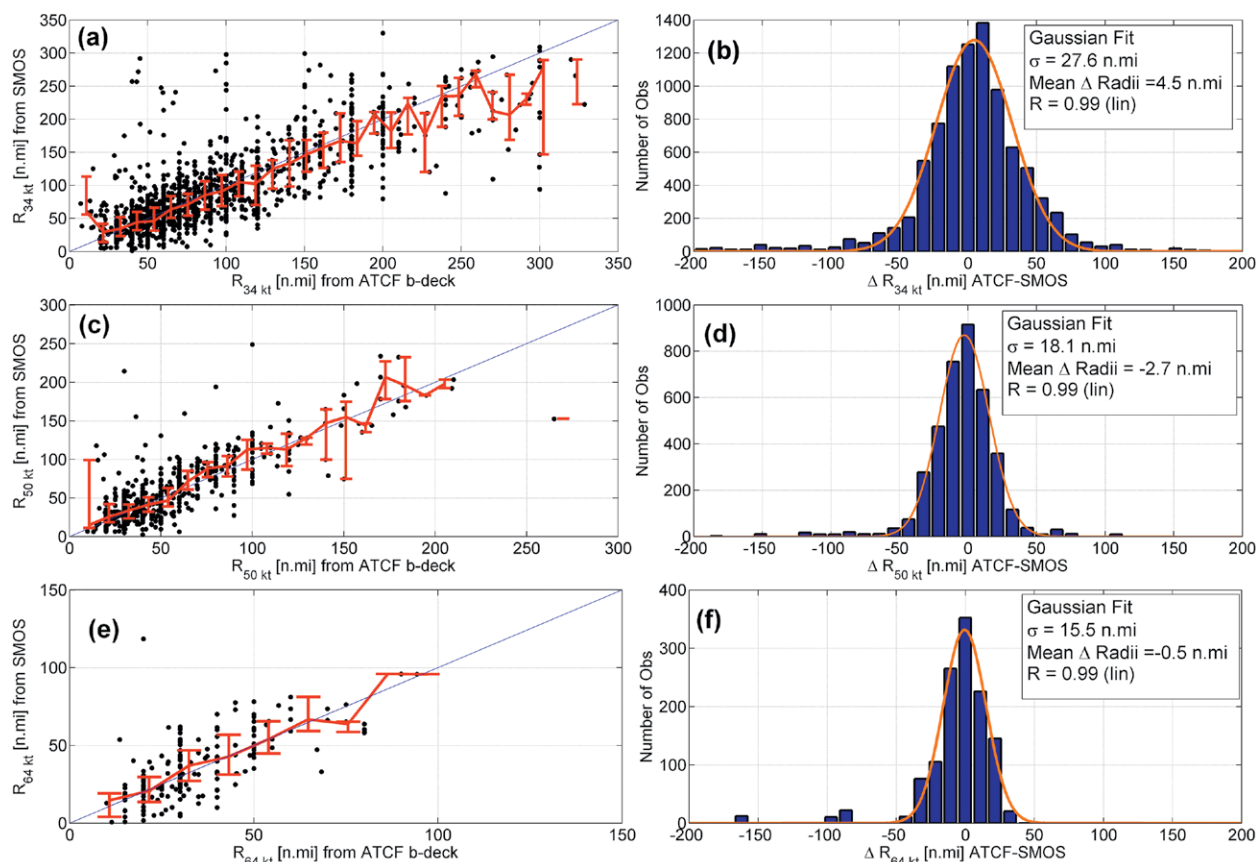 (a)
350
300
250
200
150
100
50
0
R34 kt [n.mi] from SMOS
0 50 100 150 200 250 300 350
R34 kt [n.mi] from ATCF b-deck
(b)
1400
1200
1000
800
600
400
200
0
Number of Obs
Gaussian Fit
σ = 27.6 n.mi
Mean Δ Radii =4.5 n.mi
R = 0.99 (lin)
-200 -150 -100 -50 0 50 100 150 200
Δ R34 kt [n.mi] ATCF-SMOS
(c)
300
250
200
150
100
50
0
R50 kt [n.mi] from SMOS
0 50 100 150 200 250 300
R50 kt [n.mi] from ATCF b-deck
(d)
1000
800
600
400
200
0
Number of Obs
Gaussian Fit
σ = 18.1 n.mi
Mean Δ Radii = -2.7 n.mi
R = 0.99 (lin)
-200 -150 -100 -50 0 50 100 150 200
Δ R50 kt [n.mi] ATCF-SMOS
(e)
150
100
50
0
R64 kt [n.mi] from SMOS
0 50 100 150
R64 kt [n.mi] from ATCF b-deck
(f)
400
300
200
100
0
Number of Obs
Gaussian Fit
σ = 15.5 n.mi
Mean Δ Radii =-0.5 n.mi
R = 0.99 (lin)
-200 -150 -100 -50 0 50 100 150 200
Δ R64 kt [n.mi] ATCF-SMOS